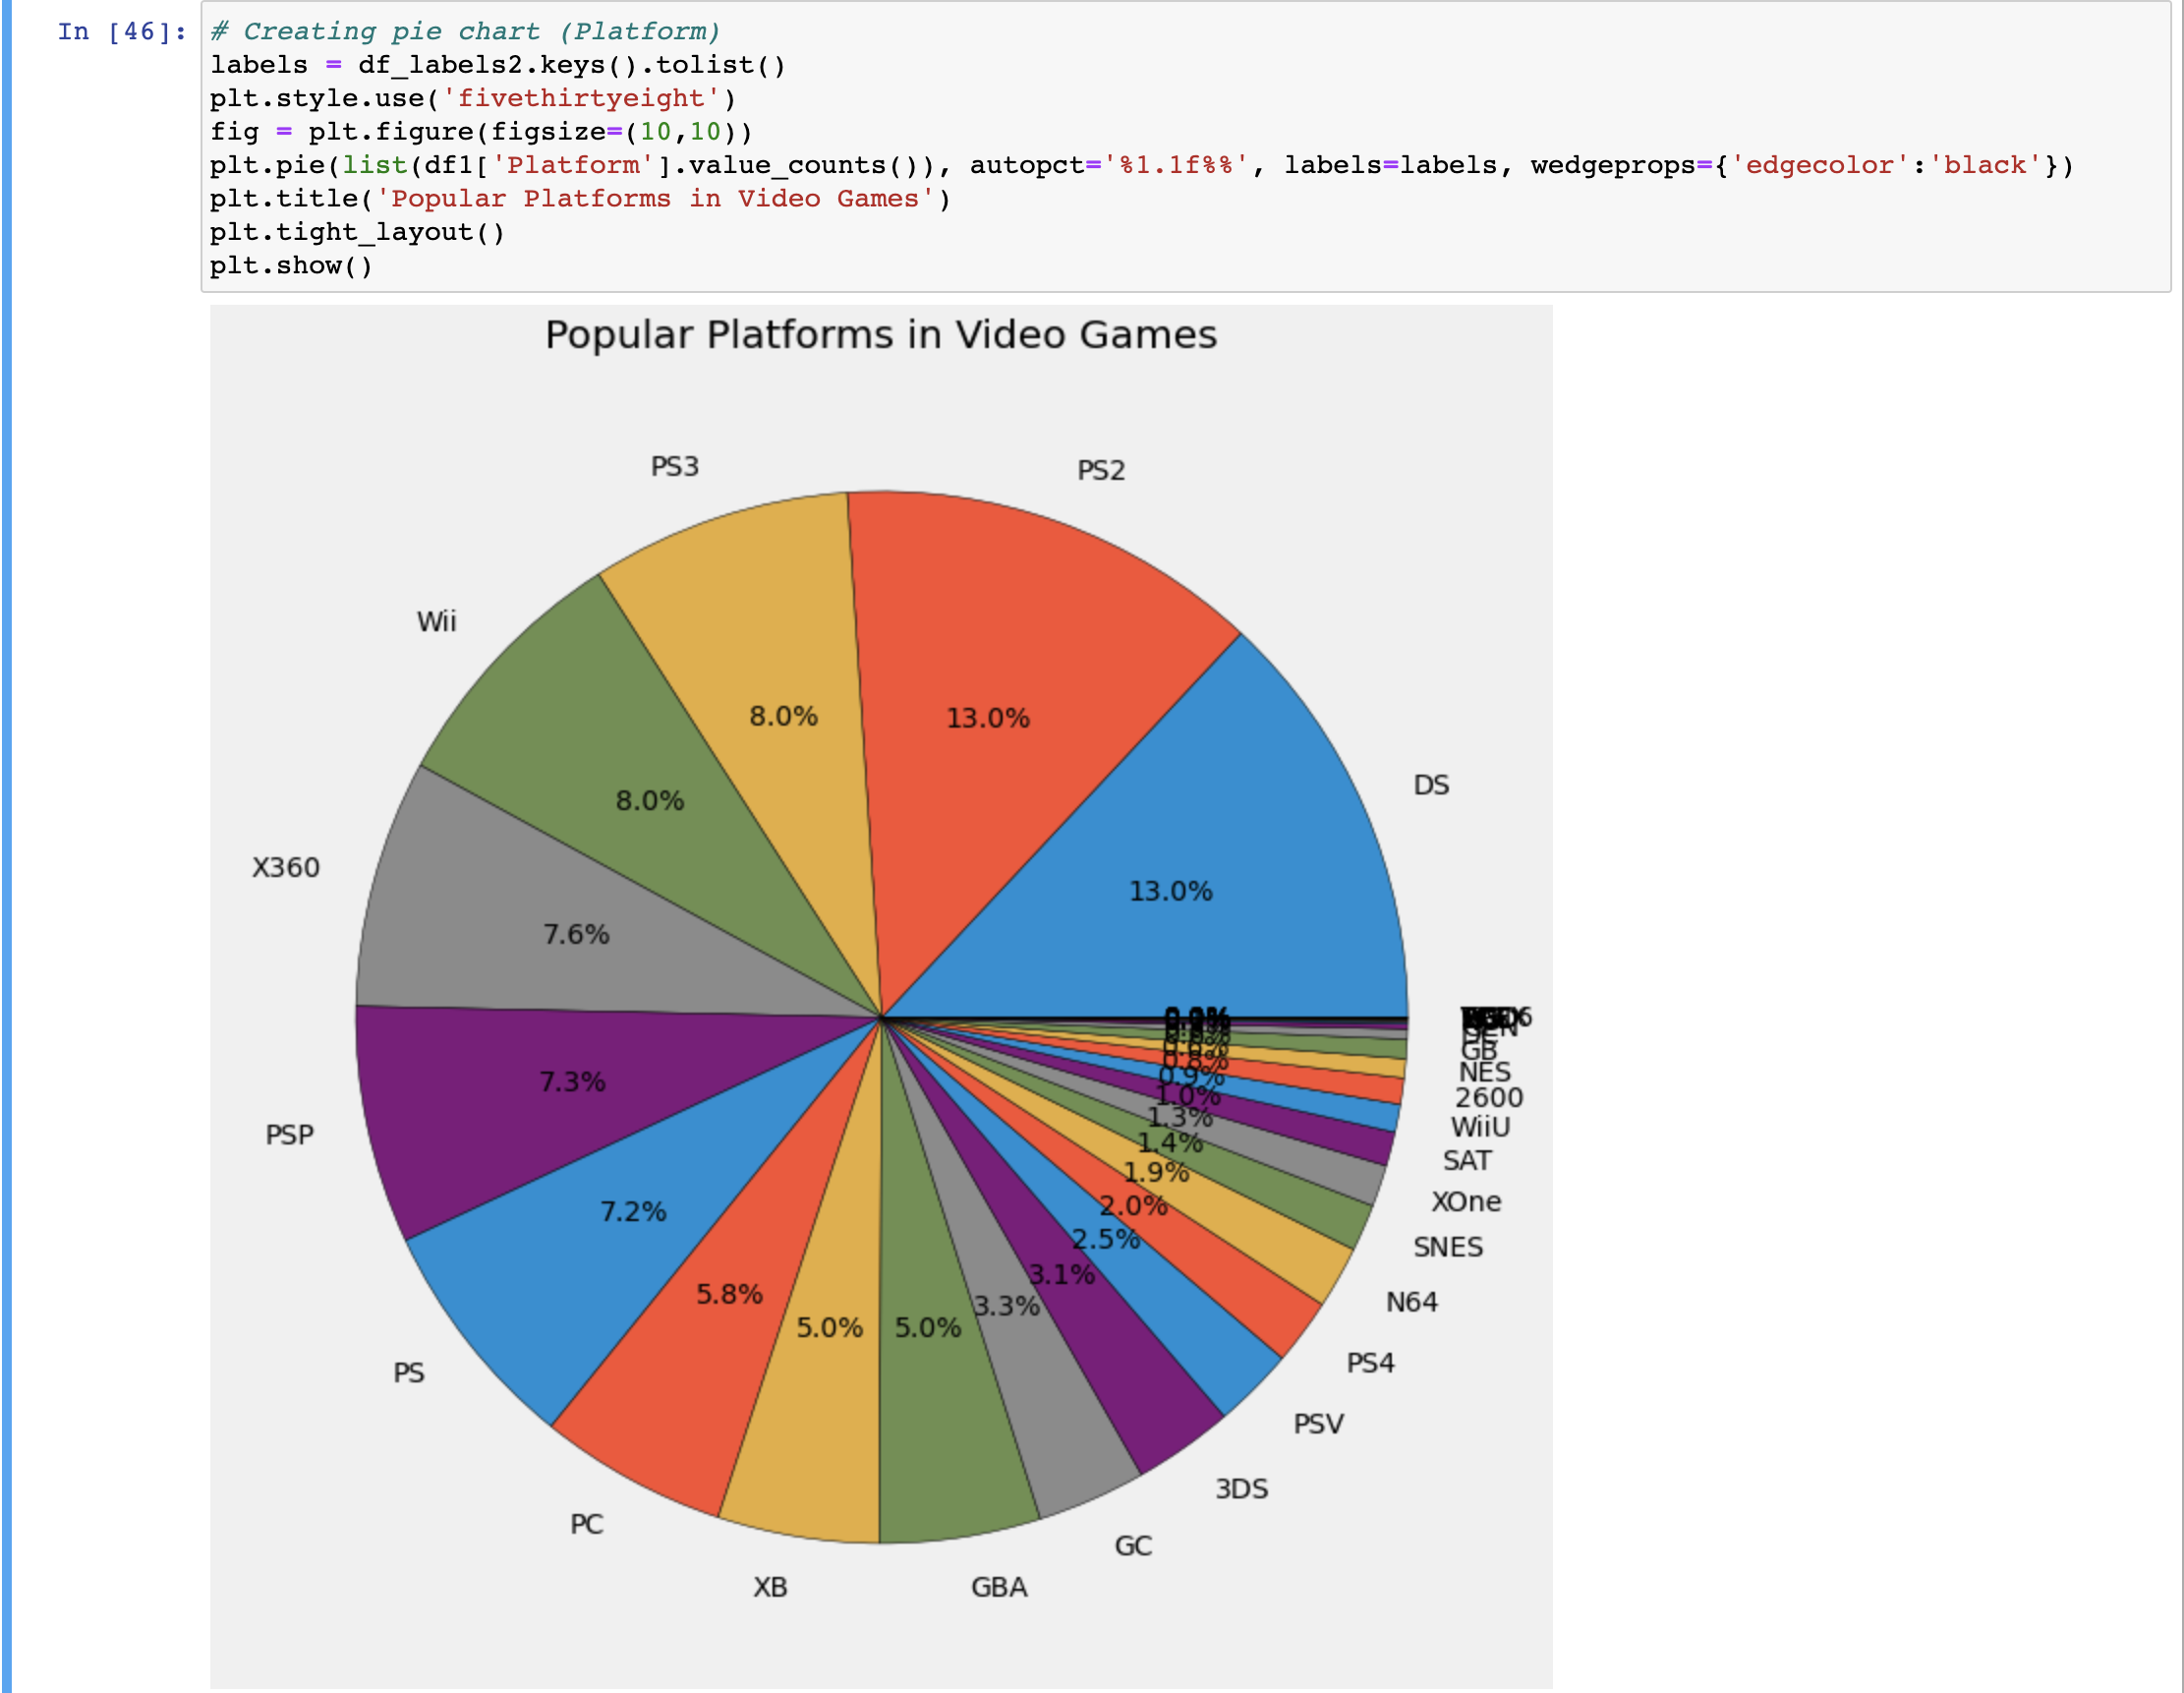 In [46]:
# Creating pie chart (Platform)
labels = df_labels2.keys().tolist()
plt.style.use('fivethirtyeight')
fig = plt.figure(figsize=(10,10))
plt.pie(list(df1['Platform'].value_counts()), autopct='%1.1f%%', labels=labels, wedgeprops={'edgecolor':'black'})
plt.title('Popular Platforms in Video Games')
plt.tight_layout()
plt.show()
Popular Platforms in Video Games
PS3
PS2
Wii
8.0%
13.0%
DS
8.0%
X360
13.0%
7.6%
GB
NES
7.3%
0.8%
0.9%
2600
1.0%
WiiU
1.3%
PSP
1.4%
SAT
1.9%
XOne
7.2%
2.0%
2.5%
SNES
3.1%
5.8%
3.3%
N64
5.0%
5.0%
PS4
PS
PSV
3DS
PC
GC
XB
GBA